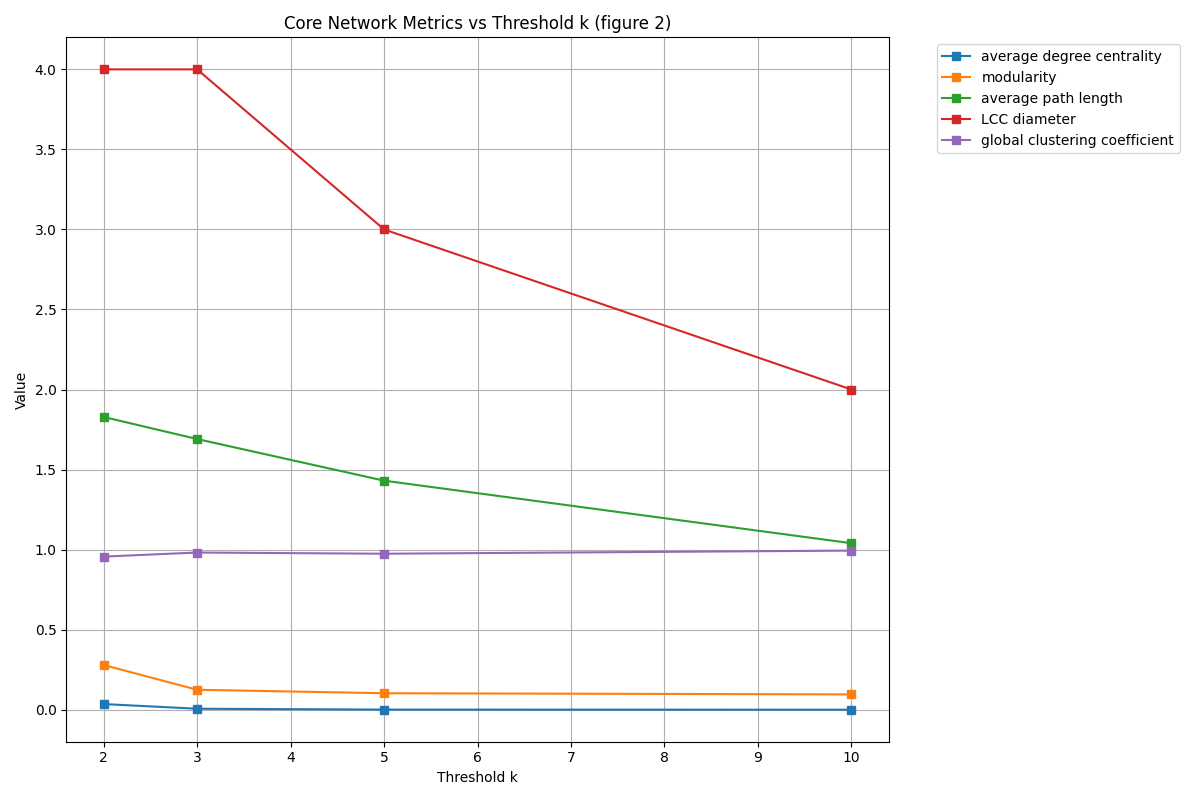 Core Network Metrics vs Threshold k (figure 2)
average degree centrality
modularity
average path length
LCC diameter
global clustering coefficient
4.0
3.5
3.0
2.5
2.0
1.5
1.0
0.5
0.0
Value
2 3 4 5 6 7 8 9 10
Threshold k